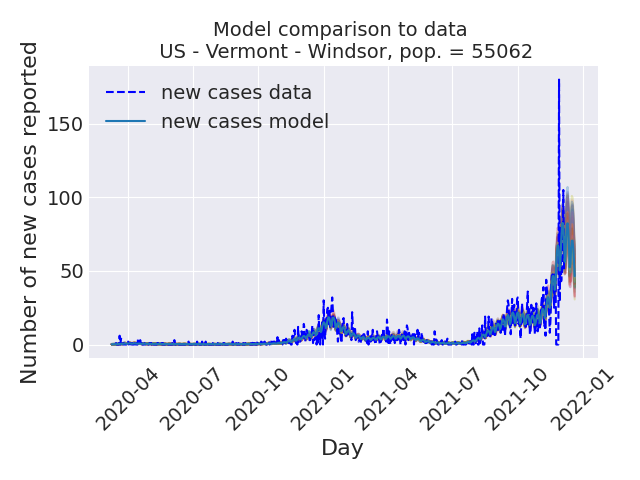 Model comparison to data
US - Vermont - Windsor, pop. = 55062
Number of new cases reported
new cases data
new cases model
150
100
50
0
2020-04
2020-07
2020-10
2021-01
2021-04
2021-07
2021-10
2022-01
Day